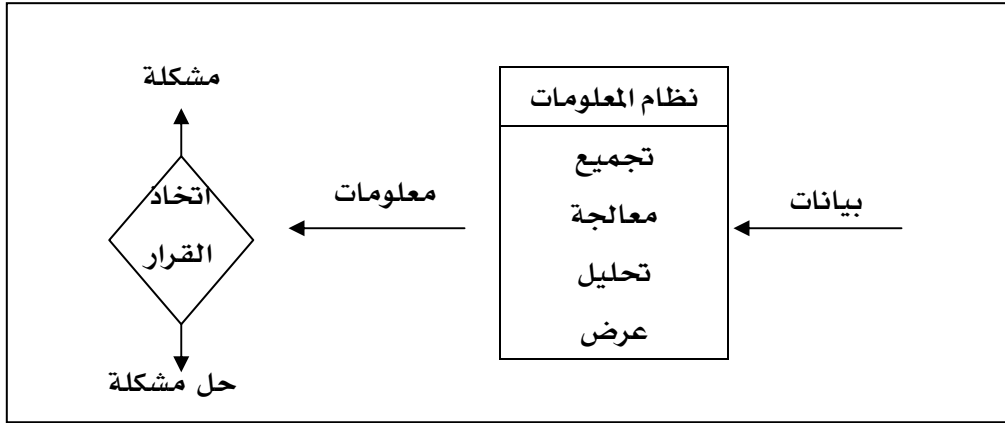 بيانات
نظام المعلومات
تجميع
معالجة
تحليل
عرض
معلومات
مشكلة
اتخاذ
القرار
حل مشكلة